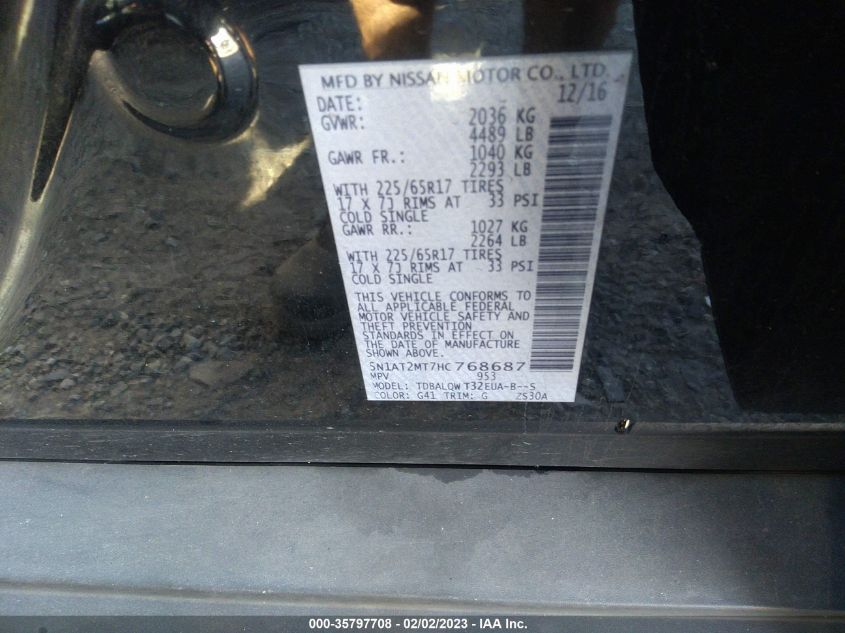 MFD BY NISSAN MOTOR CO., LTD.
DATE: 12/16
GVWR: 2036 KG
4489 LB
GAWR FR.: 1040 KG
2293 LB
WITH 225/65R17 TIRES
17 X 7J RIMS AT 33 PSI
COLD SINGLE
GAWR RR.: 1027 KG
2264 LB
WITH 225/65R17 TIRES
17 X 7J RIMS AT 33 PSI
COLD SINGLE
THIS VEHICLE CONFORMS TO
ALL APPLICABLE FEDERAL
MOTOR VEHICLE SAFETY AND
THEFT PREVENTION
STANDARDS IN EFFECT ON
THE DATE OF MANUFACTURE
SHOWN ABOVE.
5N1AT2MT7HC768687
MPV 953
MODEL: TDBALQW T32EUA-B--S
COLOR: G41 TRIM: G ZS30A
000-35797708 - 02/02/2023 - IAA Inc.